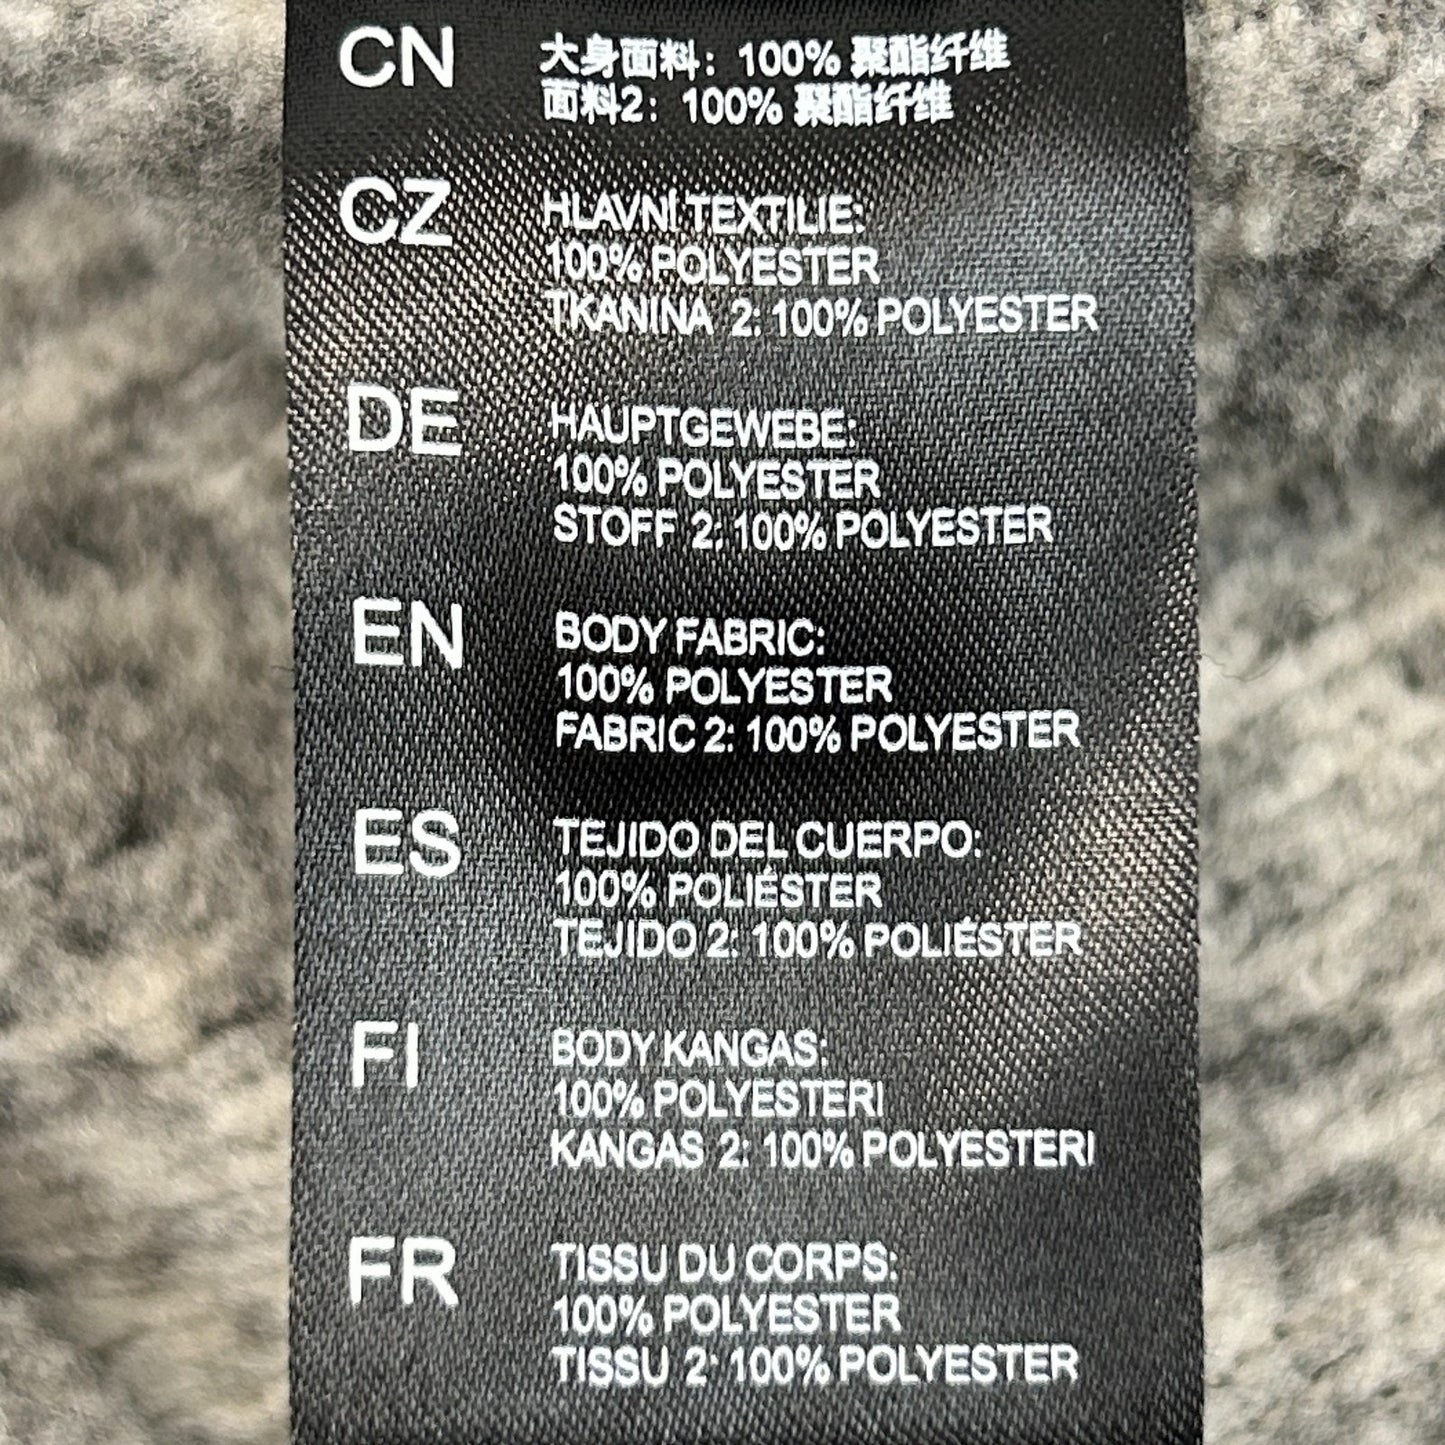 CN 大身面料: 100% 聚酯纤维
面料2: 100% 聚酯纤维
CZ HLAVNÍ TEXTILIE:
100% POLYESTER
TKANINA 2: 100% POLYESTER
DE HAUPTGEWEBE:
100% POLYESTER
STOFF 2: 100% POLYESTER
EN BODY FABRIC:
100% POLYESTER
FABRIC 2: 100% POLYESTER
ES TEJIDO DEL CUERPO:
100% POLIÉSTER
TEJIDO 2: 100% POLIÉSTER
FI BODY KANGAS:
100% POLYESTERI
KANGAS 2: 100% POLYESTERI
FR TISSU DU CORPS:
100% POLYESTER
TISSU 2: 100% POLYESTER